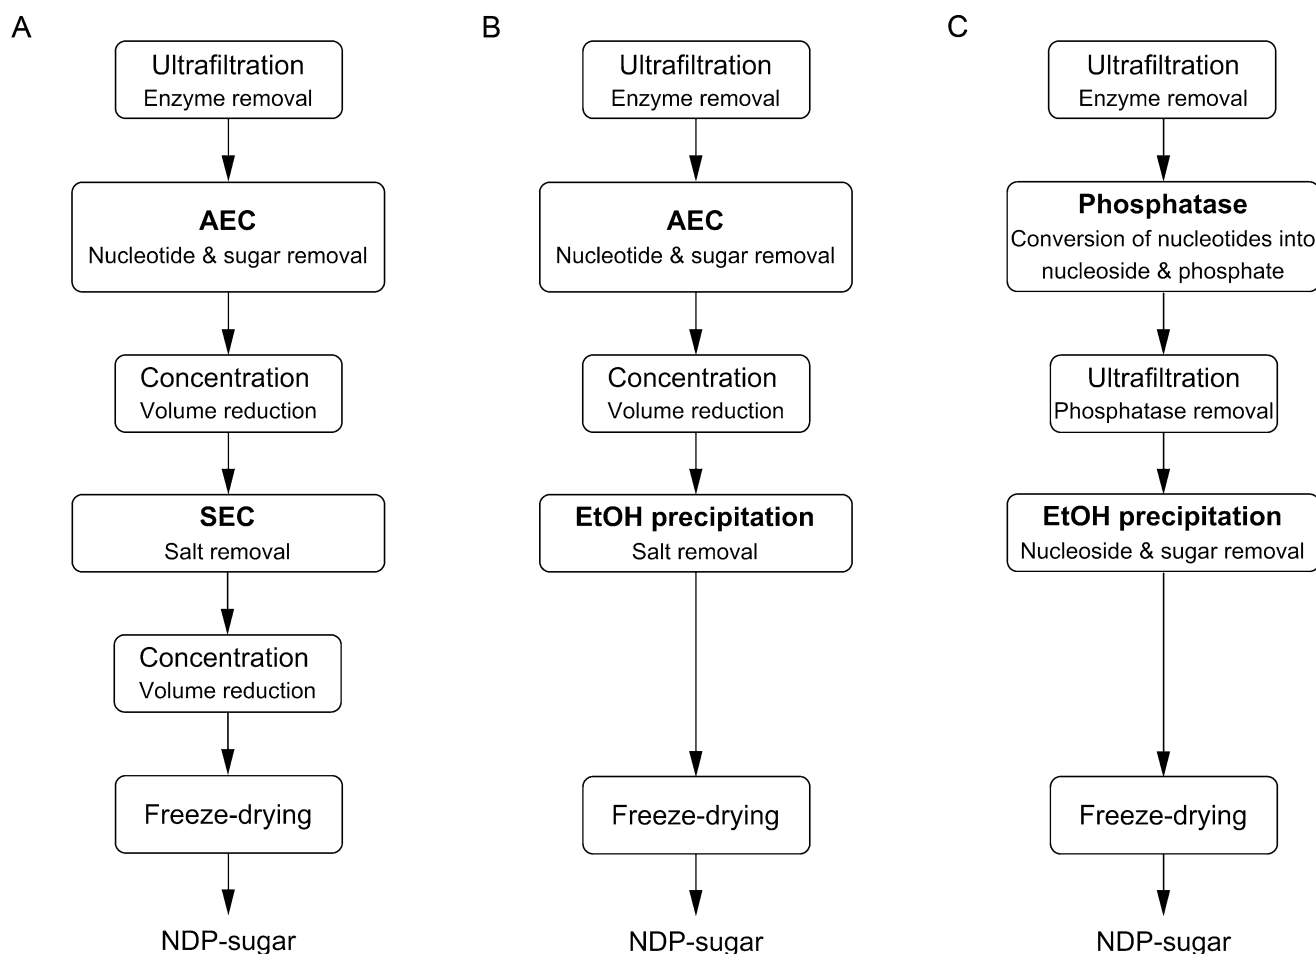 A
Ultrafiltration
Enzyme removal
AEC
Nucleotide & sugar removal
Concentration
Volume reduction
SEC
Salt removal
Concentration
Volume reduction
Freeze-drying
NDP-sugar
B
Ultrafiltration
Enzyme removal
AEC
Nucleotide & sugar removal
Concentration
Volume reduction
EtOH precipitation
Salt removal
Freeze-drying
NDP-sugar
C
Ultrafiltration
Enzyme removal
Phosphatase
Conversion of nucleotides into
nucleoside & phosphate
Ultrafiltration
Phosphatase removal
EtOH precipitation
Nucleoside & sugar removal
Freeze-drying
NDP-sugar